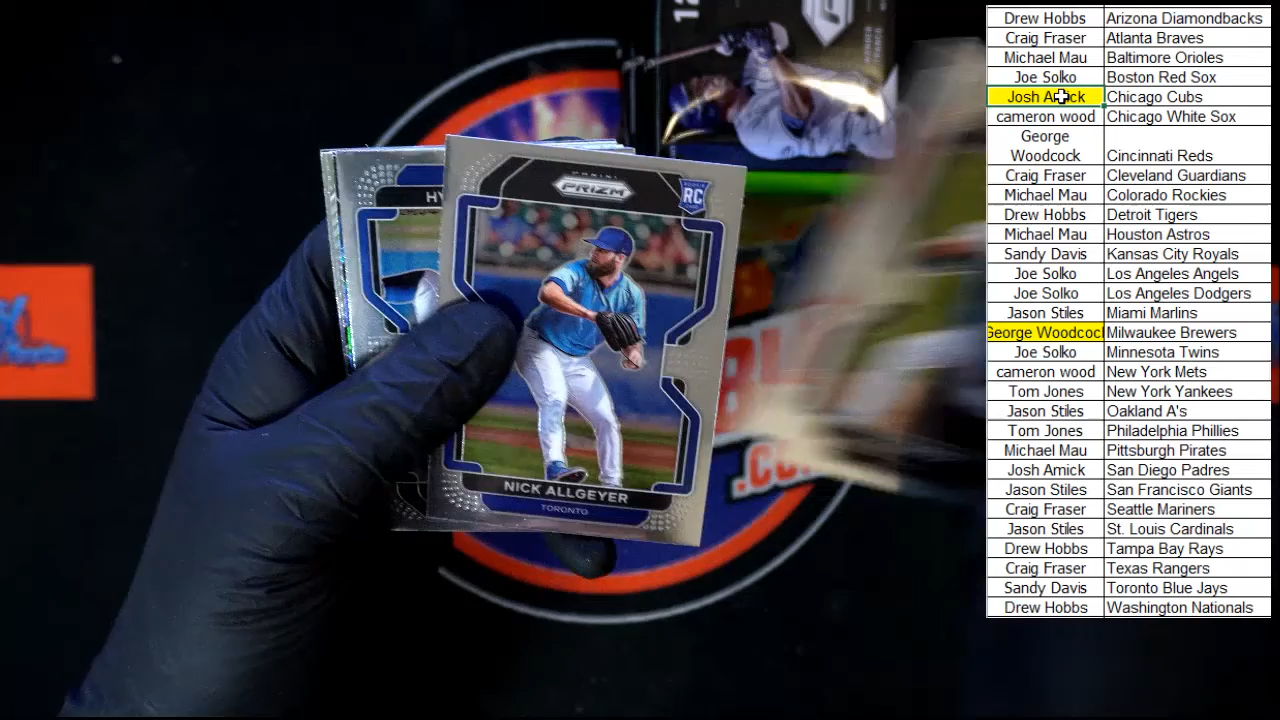 PANINI
PRIZM
RC
HY
NICK ALLGEYER
TORONTO
12
.CO
Drew Hobbs Arizona Diamondbacks
Craig Fraser Atlanta Braves
Michael Mau Baltimore Orioles
Joe Solko Boston Red Sox
Josh Amick Chicago Cubs
cameron wood Chicago White Sox
George
Woodcock Cincinnati Reds
Craig Fraser Cleveland Guardians
Michael Mau Colorado Rockies
Drew Hobbs Detroit Tigers
Michael Mau Houston Astros
Sandy Davis Kansas City Royals
Joe Solko Los Angeles Angels
Joe Solko Los Angeles Dodgers
Jason Stiles Miami Marlins
George Woodcock Milwaukee Brewers
Joe Solko Minnesota Twins
cameron wood New York Mets
Tom Jones New York Yankees
Jason Stiles Oakland A's
Tom Jones Philadelphia Phillies
Michael Mau Pittsburgh Pirates
Josh Amick San Diego Padres
Jason Stiles San Francisco Giants
Craig Fraser Seattle Mariners
Jason Stiles St. Louis Cardinals
Drew Hobbs Tampa Bay Rays
Craig Fraser Texas Rangers
Sandy Davis Toronto Blue Jays
Drew Hobbs Washington Nationals